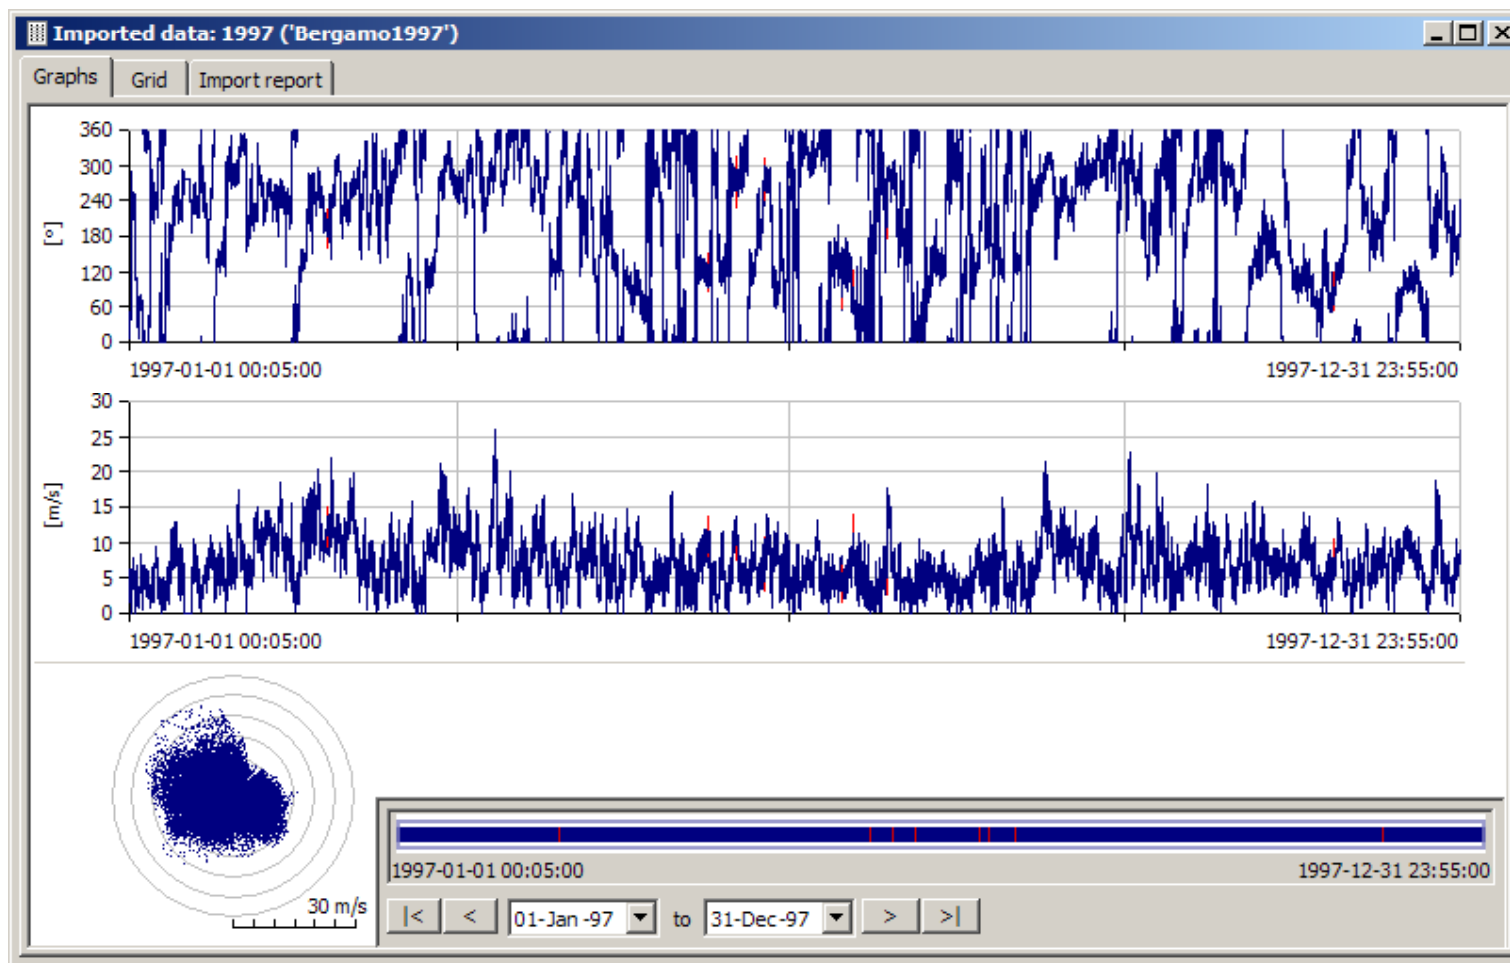 Imported data: 1997 ('Bergamo1997')
Graphs Grid Import report
360
300
240
180
120
60
0
[°]
1997-01-01 00:05:00 1997-12-31 23:55:00
30
25
20
15
10
5
0
[m/s]
1997-01-01 00:05:00 1997-12-31 23:55:00
30 m/s
1997-01-01 00:05:00 1997-12-31 23:55:00
|< < 01-Jan -97 to 31-Dec-97 > >|